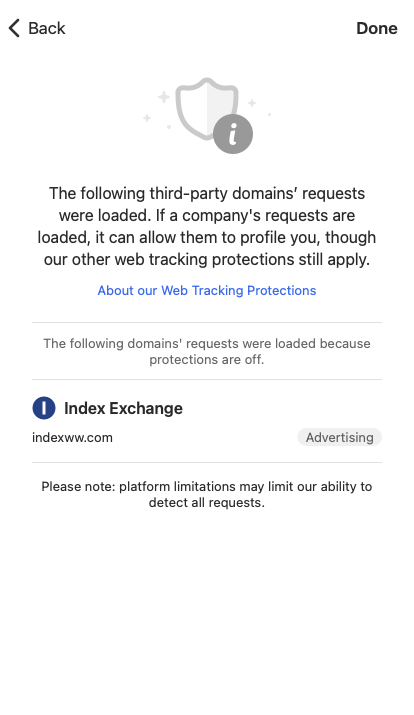 Back
Done
The following third-party domains’ requests
were loaded. If a company's requests are
loaded, it can allow them to profile you, though
our other web tracking protections still apply.
About our Web Tracking Protections
The following domains' requests were loaded because
protections are off.
Index Exchange
indexww.com
Advertising
Please note: platform limitations may limit our ability to
detect all requests.